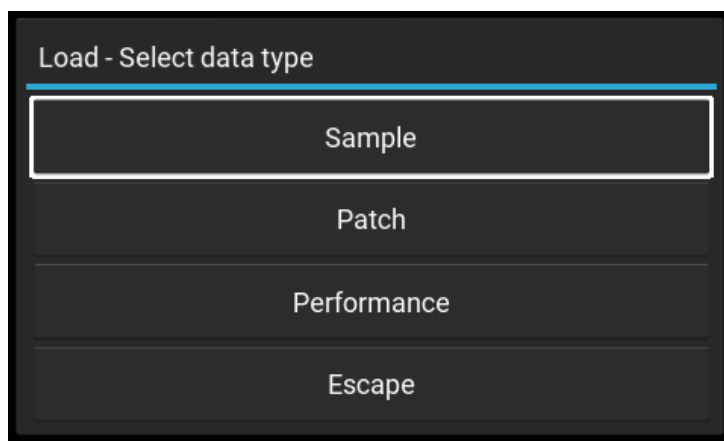 Load - Select data type
Sample
Patch
Performance
Escape